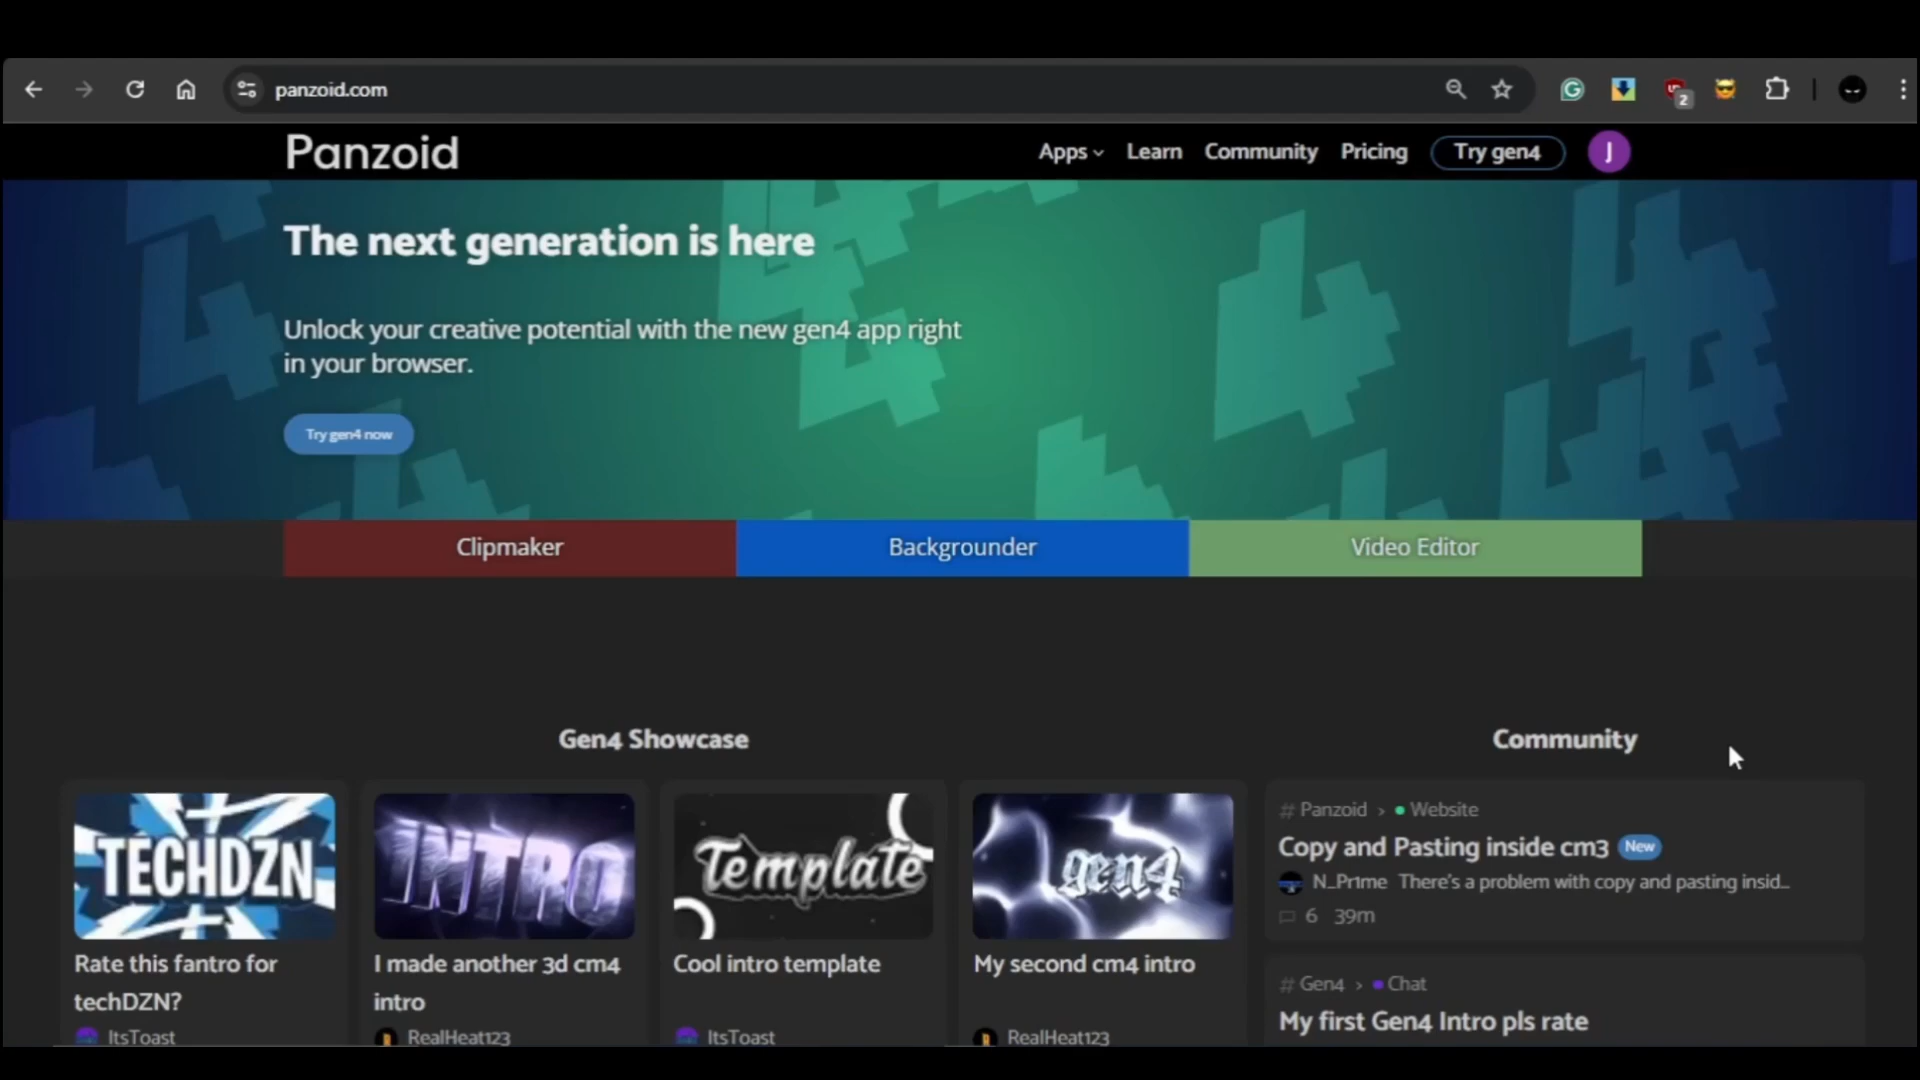 panzoid.com
2
Panzoid
Apps Learn Community Pricing Try gen4 J
The next generation is here
Unlock your creative potential with the new gen4 app right
in your browser.
Try gen4 now
Clipmaker Backgrounder Video Editor
Gen4 Showcase
TECHDZN
Rate this fantro for
techDZN?
ItsToast
INTRO
I made another 3d cm4
intro
RealHeat123
Template
Cool intro template
ItsToast
gen4
My second cm4 intro
RealHeat123
Community
# Panzoid › Website
Copy and Pasting inside cm3 New
N_Pr1me There's a problem with copy and pasting insid...
6 39m
# Gen4 › Chat
My first Gen4 Intro pls rate